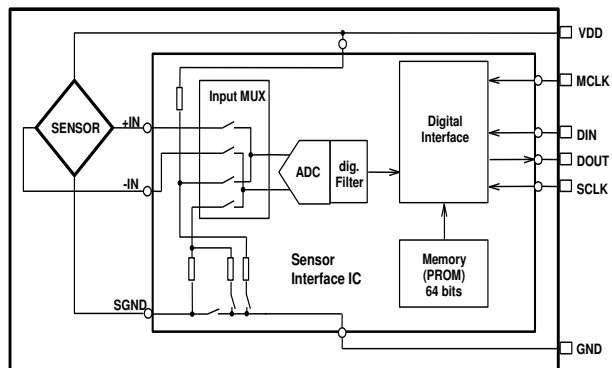 VDD
MCLK
Input MUX
Digital
Interface
+IN
SENSOR
DIN
ADC
dig.
Filter
DOUT
-IN
SCLK
Sensor
Interface IC
Memory
(PROM)
64 bits
SGND
GND